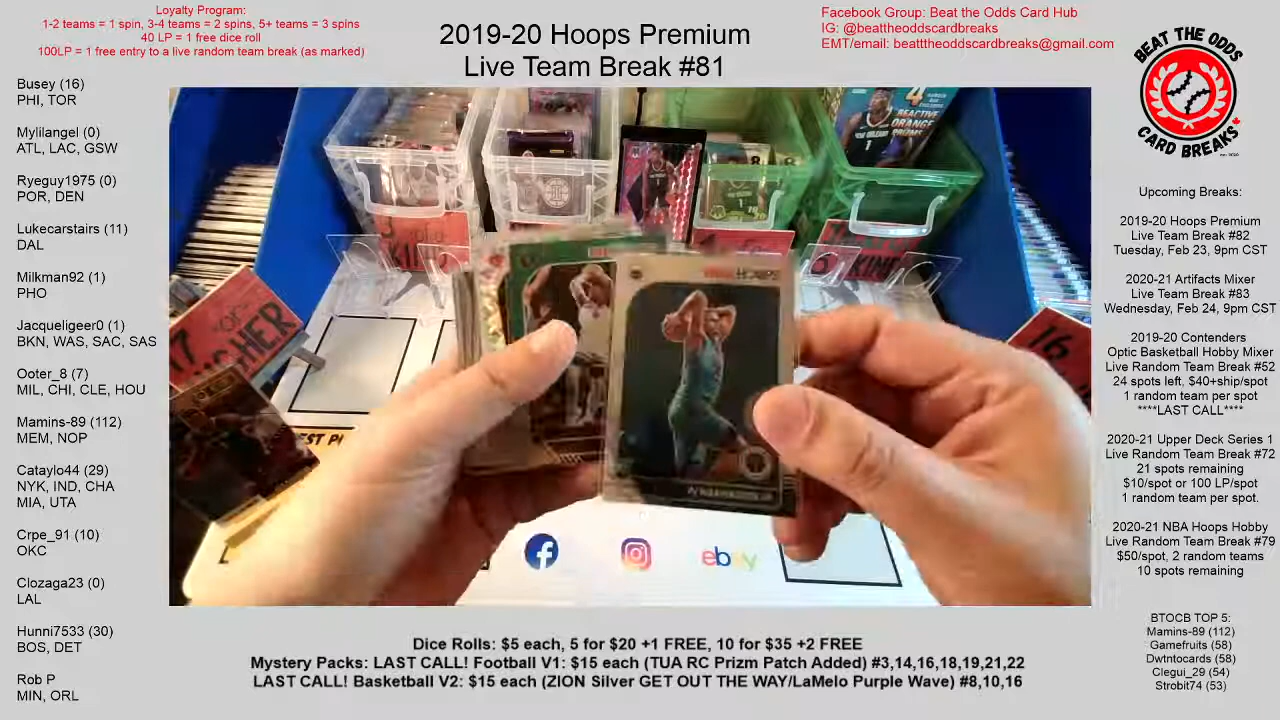 Loyalty Program:
1-2 teams = 1 spin, 3-4 teams = 2 spins, 5+ teams = 3 spins
40 LP = 1 free dice roll
100LP = 1 free entry to a live random team break (as marked)
2019-20 Hoops Premium
Live Team Break #81
Facebook Group: Beat the Odds Card Hub
IG: @beattheoddscardbreaks
EMT/email: beatttheoddscardbreaks@gmail.com
BEAT THE ODDS
CARD BREAKS
Busey (16)
PHI, TOR
Mylilangel (0)
ATL, LAC, GSW
Ryeguy1975 (0)
POR, DEN
Lukecarstairs (11)
DAL
Milkman92 (1)
PHO
Jacqueligeer0 (1)
BKN, WAS, SAC, SAS
Ooter_8 (7)
MIL, CHI, CLE, HOU
Mamins-89 (112)
MEM, NOP
Cataylo44 (29)
NYK, IND, CHA
MIA, UTA
Crpe_91 (10)
OKC
Clozaga23 (0)
LAL
Hunni7533 (30)
BOS, DET
Rob P
MIN, ORL
4
REACTIVE
ORANGE
PRIZMS
17
-OR-
HIGHER
16
ebay
Upcoming Breaks:
2019-20 Hoops Premium
Live Team Break #82
Tuesday, Feb 23, 9pm CST
2020-21 Artifacts Mixer
Live Team Break #83
Wednesday, Feb 24, 9pm CST
2019-20 Contenders
Optic Basketball Hobby Mixer
Live Random Team Break #52
24 spots left, $40+ship/spot
1 random team per spot
****LAST CALL****
2020-21 Upper Deck Series 1
Live Random Team Break #72
21 spots remaining
$10/spot or 100 LP/spot
1 random team per spot.
2020-21 NBA Hoops Hobby
Live Random Team Break #79
$50/spot, 2 random teams
10 spots remaining
BTOCB TOP 5:
Mamins-89 (112)
Gamefruits (58)
Dwtntocards (58)
Clegui_29 (54)
Strobit74 (53)
Dice Rolls: $5 each, 5 for $20 +1 FREE, 10 for $35 +2 FREE
Mystery Packs: LAST CALL! Football V1: $15 each (TUA RC Prizm Patch Added) #3,14,16,18,19,21,22
LAST CALL! Basketball V2: $15 each (ZION Silver GET OUT THE WAY/LaMelo Purple Wave) #8,10,16